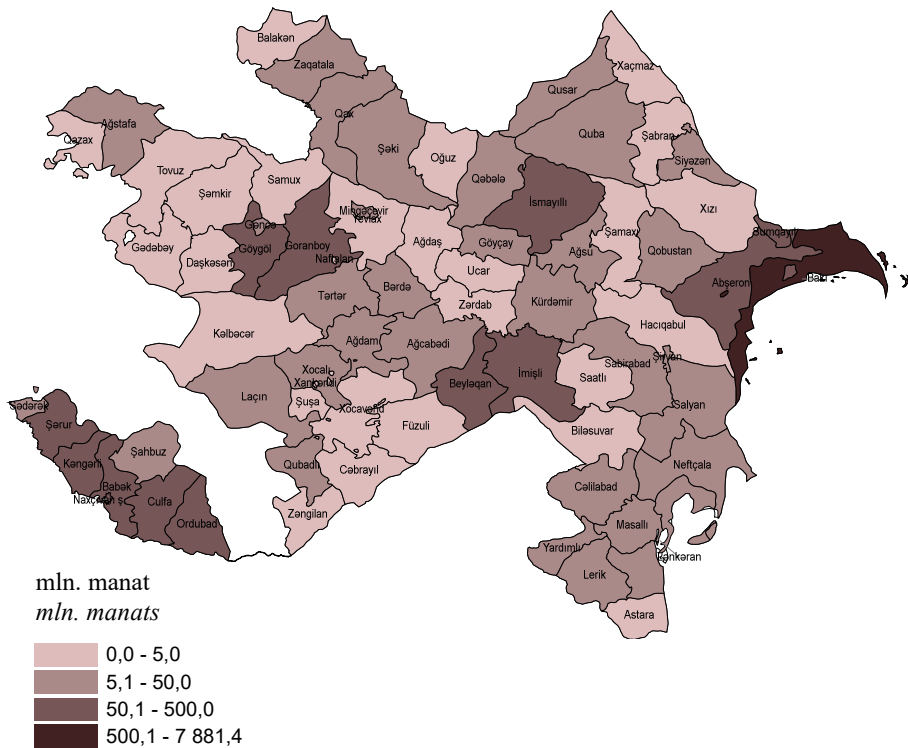 Balakən
Zaqatala
Xaçmaz
Qusar
Qax
Ağstafa
Quba
Qazax
Şabran
Şəki
Oğuz
Siyəzən
Tovuz
Samux
Qəbələ
Şəmkir
İsmayıllı
Xızı
Mingəçevir
Yevlax
Gəncə
Şamaxı
Sumqayıt
Gədəbəy
Göygöl
Goranboy
Ağdaş
Göyçay
Ağsu
Qobustan
Daşkəsən
Naftalan
Ucar
Bakı
Abşeron
Bərdə
Tərtər
Zərdab
Kürdəmir
Hacıqabul
Kəlbəcər
Ağdam
Ağcabədi
Şirvan
Xocalı
Sabirabad
İmişli
Xankəndi
Beyləqan
Saatlı
Laçın
Şuşa
Salyan
Sədərək
Xocavənd
Füzuli
Biləsuvar
Şərur
Şahbuz
Kəngərli
Qubadlı
Cəbrayıl
Neftçala
Babək
Cəlilabad
Naxçıvan ş.
Culfa
Zəngilan
Ordubad
Masallı
Yardımlı
Lənkəran
Lerik
Astara
mln. manat
mln. manats
0,0 - 5,0
5,1 - 50,0
50,1 - 500,0
500,1 - 7 881,4